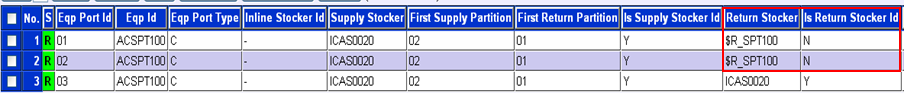 No. S Eqp Port Id Eqp Id Eqp Port Type Inline Stocker Id Supply Stocker First Supply Partition First Return Partition Is Supply Stocker Id Return Stocker Is Return Stocker Id
1 R 01 ACSPT100 C - ICAS0020 02 01 Y $R_SPT100 N
2 R 02 ACSPT100 C - ICAS0020 02 01 Y $R_SPT100 N
3 R 03 ACSPT100 C - ICAS0020 02 01 Y ICAS0020 Y